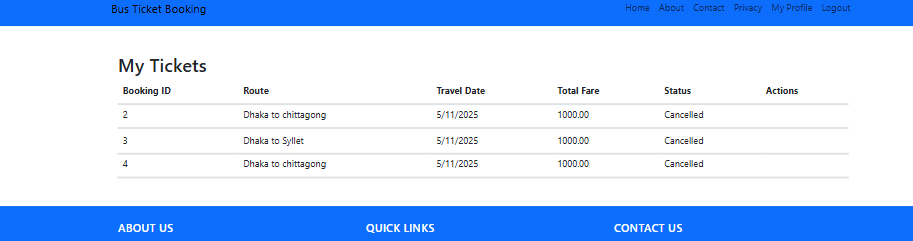 Bus Ticket Booking Home About Contact Privacy My Profile Logout
My Tickets
Booking ID Route Travel Date Total Fare Status Actions
2 Dhaka to chittagong 5/11/2025 1000.00 Cancelled
3 Dhaka to Syllet 5/11/2025 1000.00 Cancelled
4 Dhaka to chittagong 5/11/2025 1000.00 Cancelled
ABOUT US QUICK LINKS CONTACT US